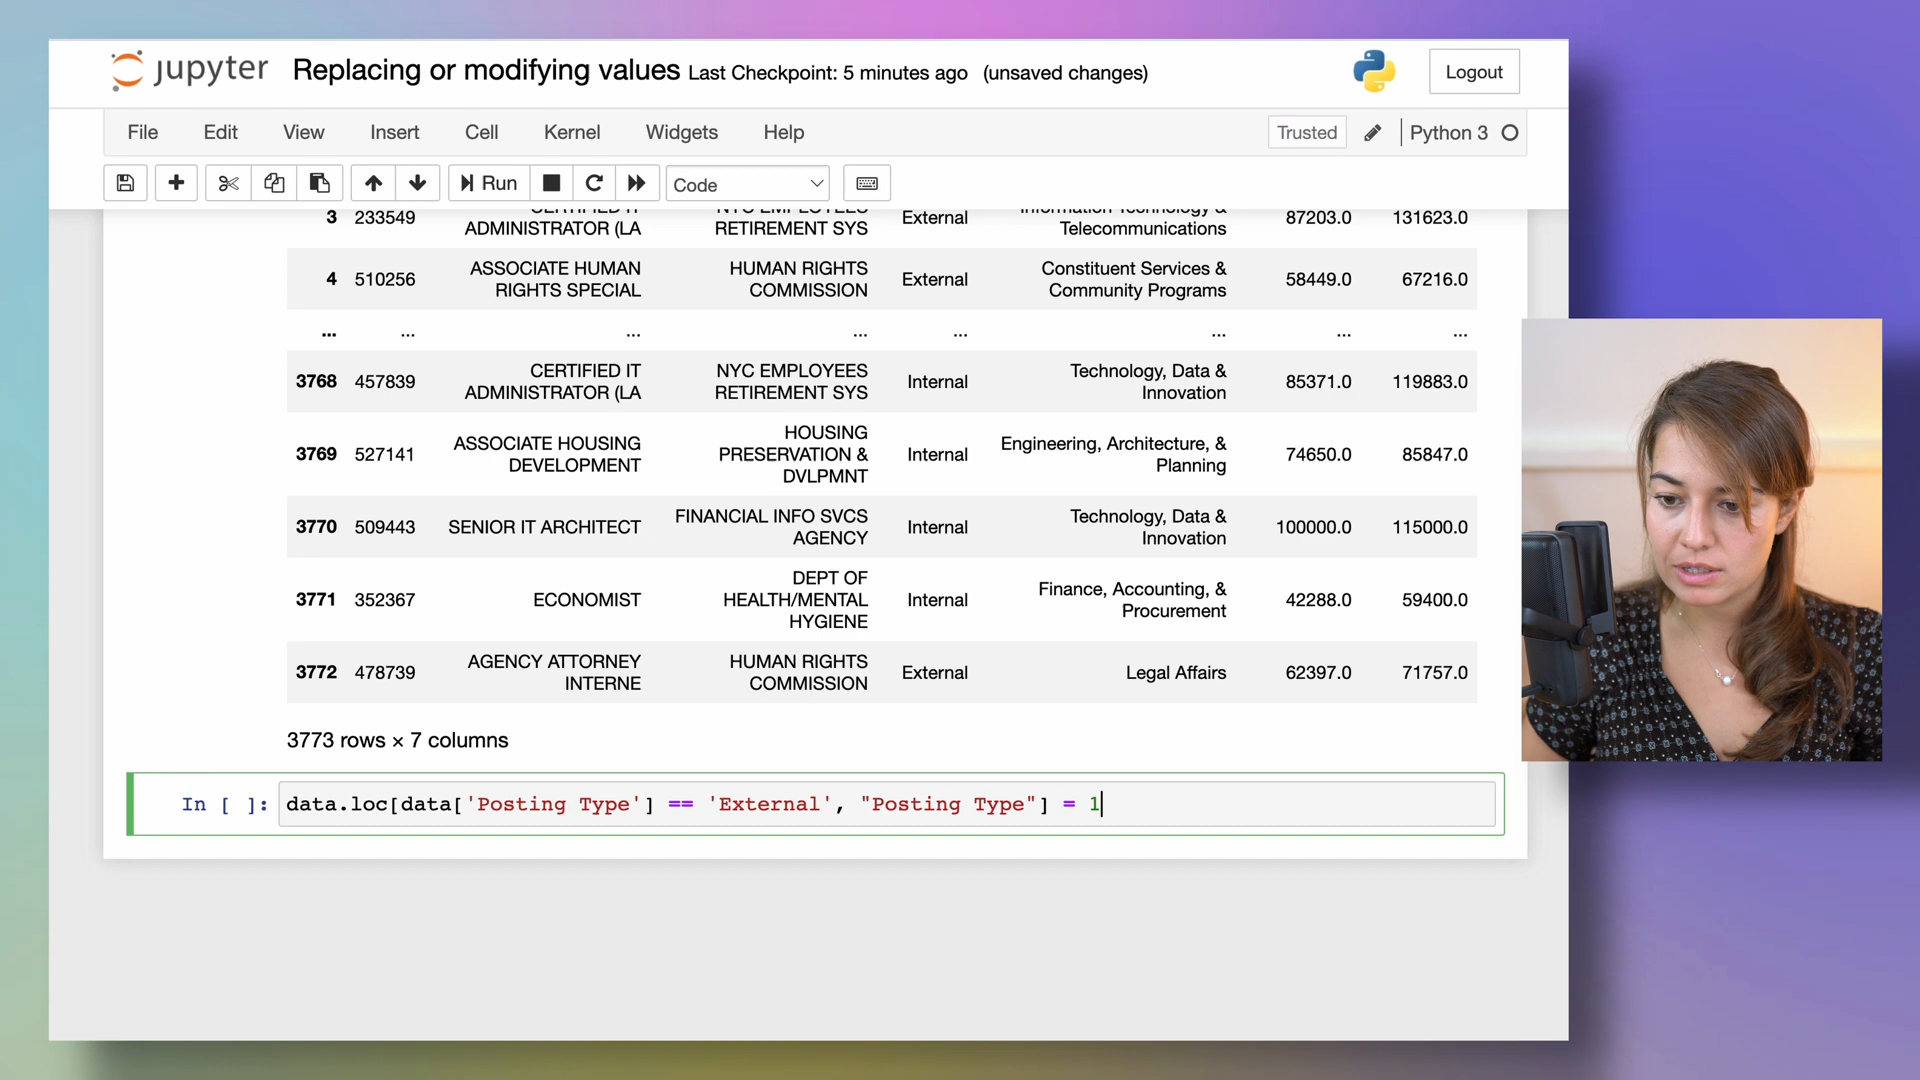 jupyter Replacing or modifying values Last Checkpoint: 5 minutes ago (unsaved changes) Logout
File Edit View Insert Cell Kernel Widgets Help Trusted Python 3
Run Code
3 233549 CERTIFIED IT ADMINISTRATOR (LA NYC EMPLOYEES RETIREMENT SYS External Information Technology & Telecommunications 87203.0 131623.0
4 510256 ASSOCIATE HUMAN RIGHTS SPECIAL HUMAN RIGHTS COMMISSION External Constituent Services & Community Programs 58449.0 67216.0
... ... ... ... ... ... ... ...
3768 457839 CERTIFIED IT ADMINISTRATOR (LA NYC EMPLOYEES RETIREMENT SYS Internal Technology, Data & Innovation 85371.0 119883.0
3769 527141 ASSOCIATE HOUSING DEVELOPMENT HOUSING PRESERVATION & DVLPMNT Internal Engineering, Architecture, & Planning 74650.0 85847.0
3770 509443 SENIOR IT ARCHITECT FINANCIAL INFO SVCS AGENCY Internal Technology, Data & Innovation 100000.0 115000.0
3771 352367 ECONOMIST DEPT OF HEALTH/MENTAL HYGIENE Internal Finance, Accounting, & Procurement 42288.0 59400.0
3772 478739 AGENCY ATTORNEY INTERNE HUMAN RIGHTS COMMISSION External Legal Affairs 62397.0 71757.0
3773 rows × 7 columns
In [ ]: data.loc[data['Posting Type'] == 'External', "Posting Type"] = 1